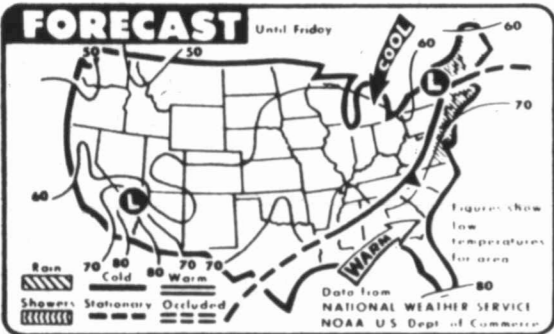 FORECAST
Until Friday
60
50
50
60
COOL
L
70
60
L
Figures show
low
temperatures
for area
WARM
70 80 80 70 70
80
Rain Cold Warm
Showers Stationary Occluded
Data from
NATIONAL WEATHER SERVICE
NOAA U S Dept of Commerce